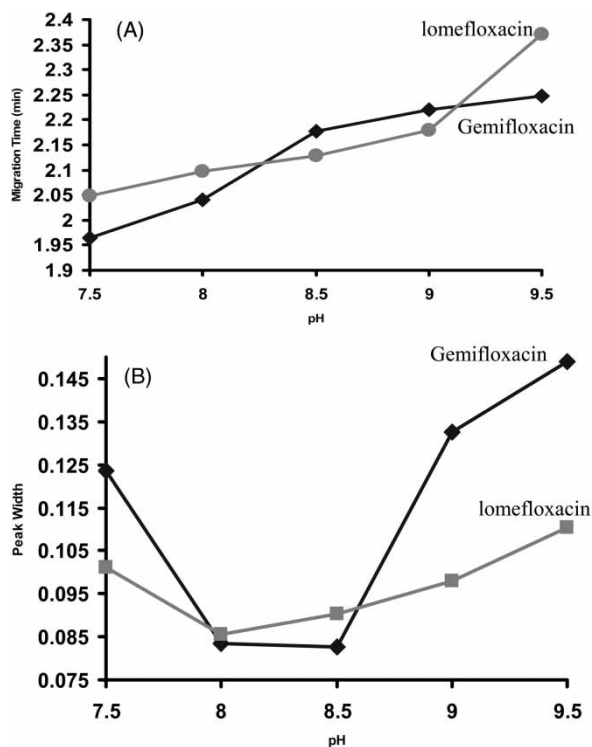 (A)
lomefloxacin
Gemifloxacin
Migration Time (min)
2.4
2.35
2.3
2.25
2.2
2.15
2.1
2.05
2
1.95
1.9
7.5 8 8.5 9 9.5
pH
(B)
Gemifloxacin
lomefloxacin
Peak Width
0.145
0.135
0.125
0.115
0.105
0.095
0.085
0.075
7.5 8 8.5 9 9.5
pH